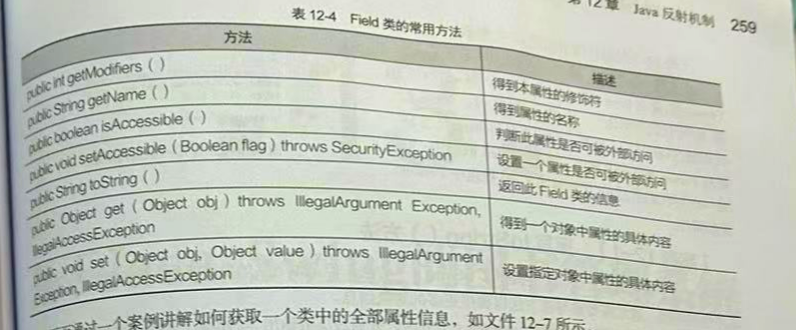 第 12 章 Java 反射机制 259
表 12-4 Field 类的常用方法
方法 描述
public int getModifiers ( ) 得到本属性的修饰符
public String getName ( ) 得到属性的名称
public boolean isAccessible ( ) 判断此属性是否可被外部访问
public void setAccessible ( Boolean flag ) throws SecurityException 设置一个属性是否可被外部访问
public String toString ( ) 返回此 Field 类的信息
public Object get ( Object obj ) throws IllegalArgument Exception,
IllegalAccessException 得到一个对象中属性的具体内容
public void set ( Object obj, Object value ) throws IllegalArgument
Exception, IllegalAccessException 设置指定对象中属性的具体内容
通过一个案例讲解如何获取一个类中的全部属性信息，如文件 12-7 所示